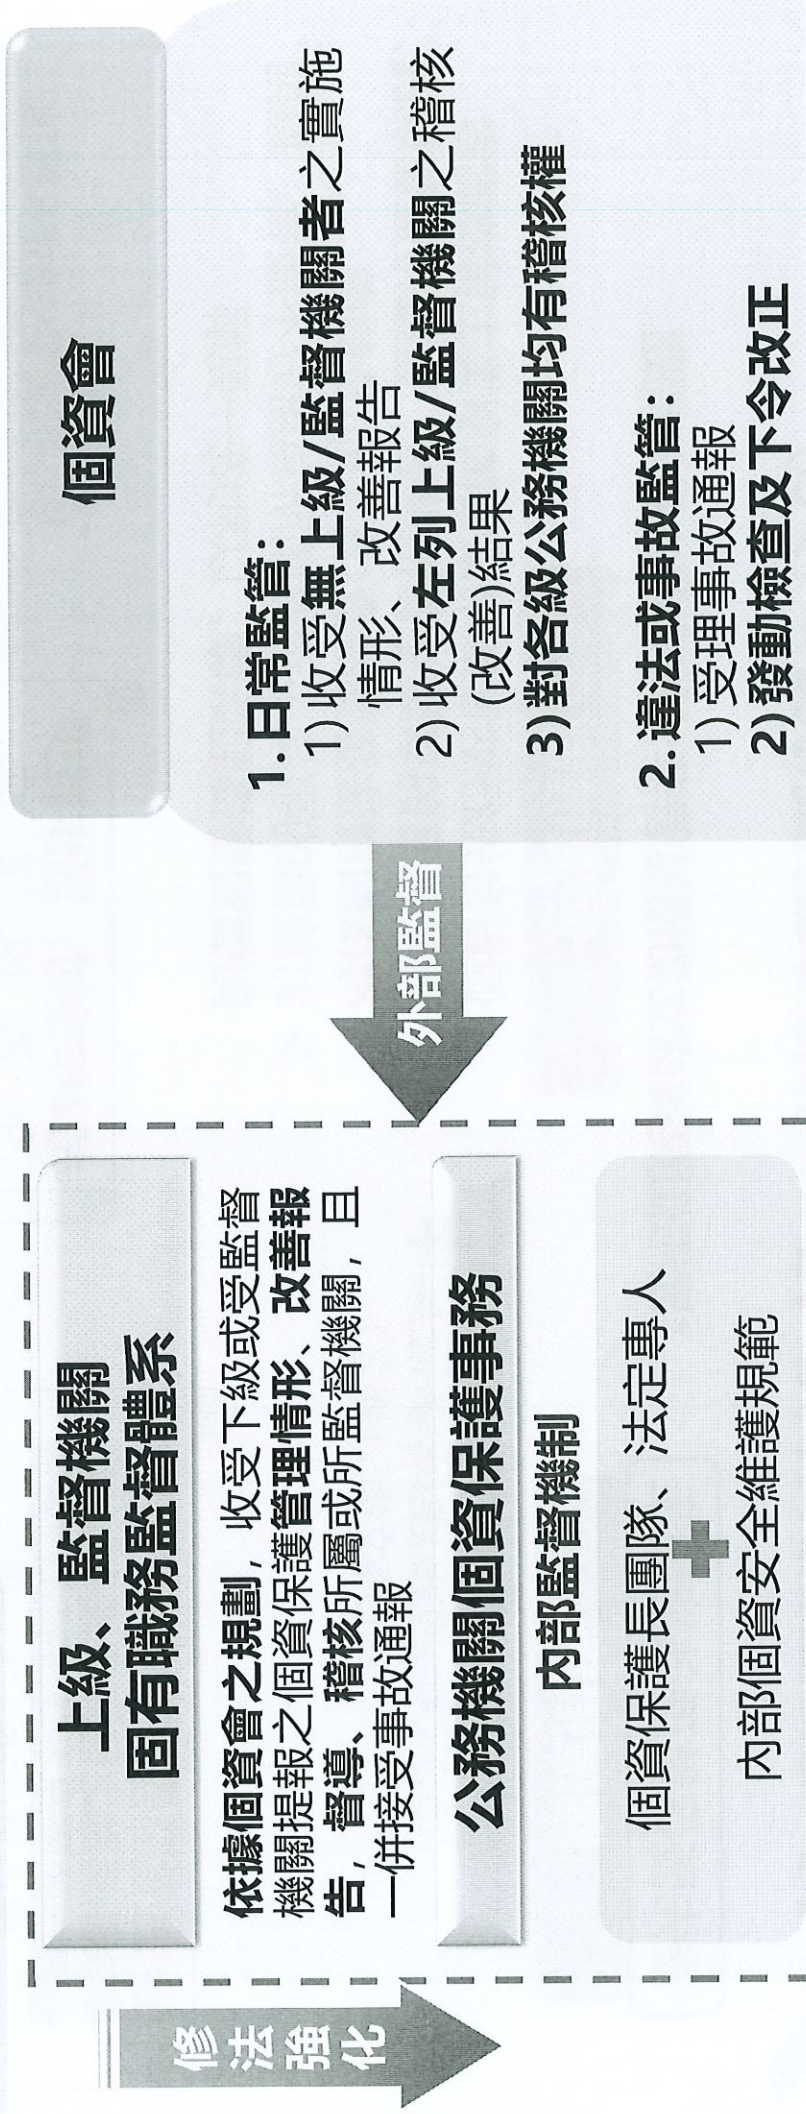 修法強化
上級、監督機關
固有職務監督體系
依據個資會之規劃，收受下級或受監督
機關提報之個資保護管理情形、改善報
告，督導、稽核所屬或所監督機關，且
一併接受事故通報
公務機關個資保護事務
內部監督機制
個資保護長團隊、法定專人
內部個資安全維護規範
外部監督
個資會
1. 日常監管：
1) 收受無上級/監督機關者之實施
情形、改善報告
2) 收受左列上級/監督機關之稽核
(改善)結果
3) 對各級公務機關均有稽核權
2. 違法或事故監管：
1) 受理事故通報
2) 發動檢查及下令改正